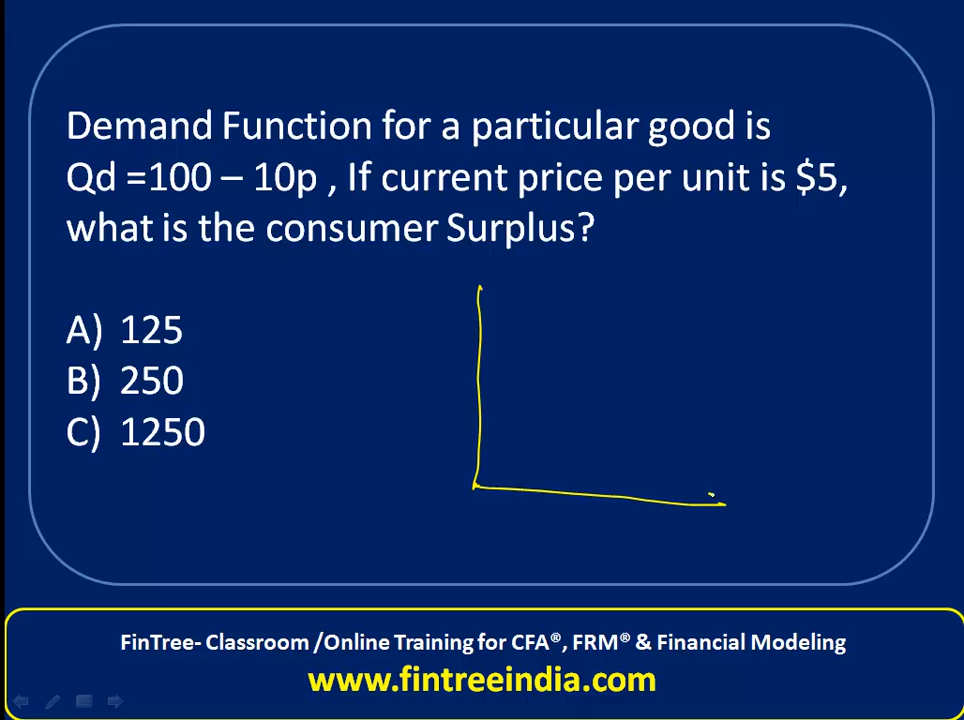 Demand Function for a particular good is
Qd =100 – 10p , If current price per unit is $5,
what is the consumer Surplus?
A) 125
B) 250
C) 1250
FinTree- Classroom /Online Training for CFA®, FRM® & Financial Modeling
www.fintreeindia.com